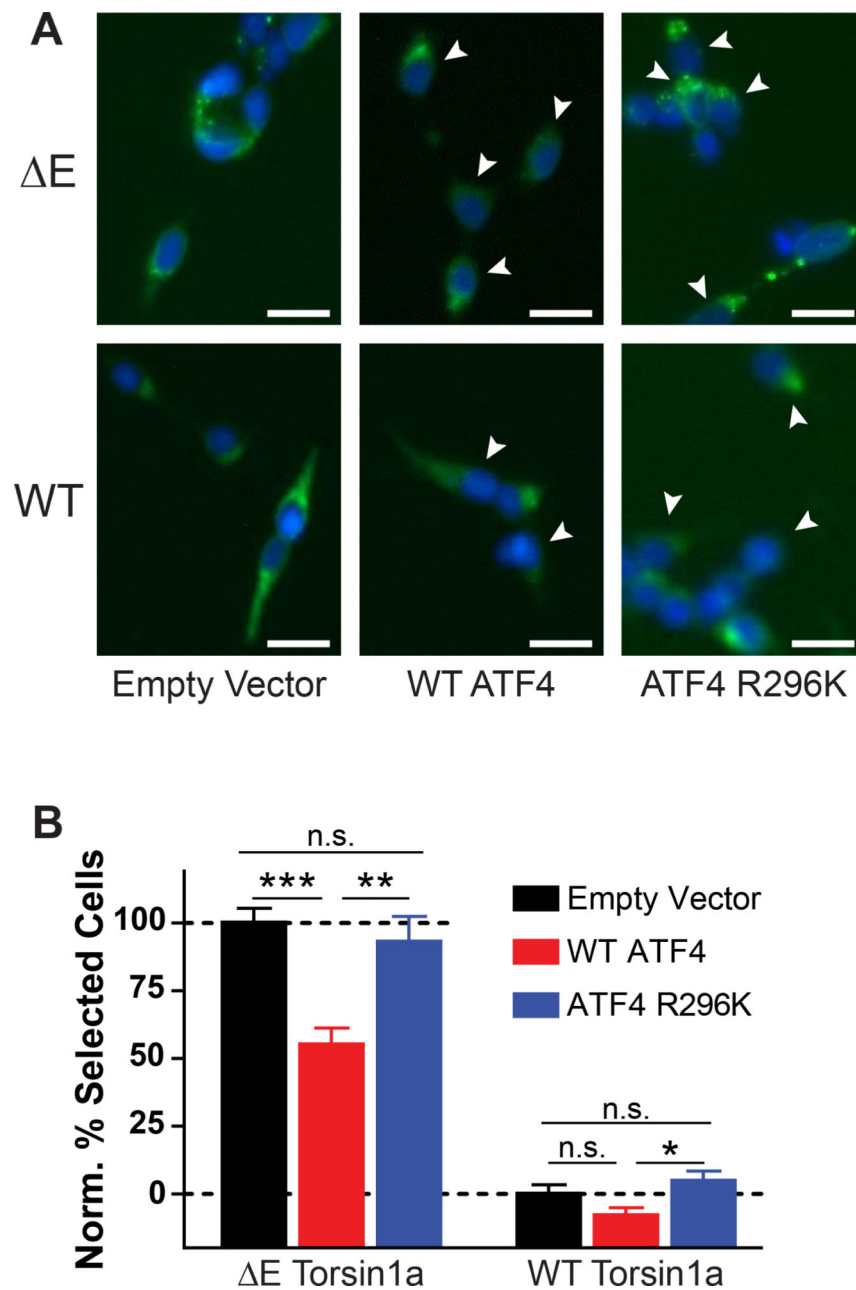 A
ΔE
WT
Empty Vector
WT ATF4
ATF4 R296K
B
n.s.
***
**
Empty Vector
WT ATF4
ATF4 R296K
Norm. % Selected Cells
100
75
50
25
0
n.s.
n.s.
*
ΔE Torsin1a
WT Torsin1a